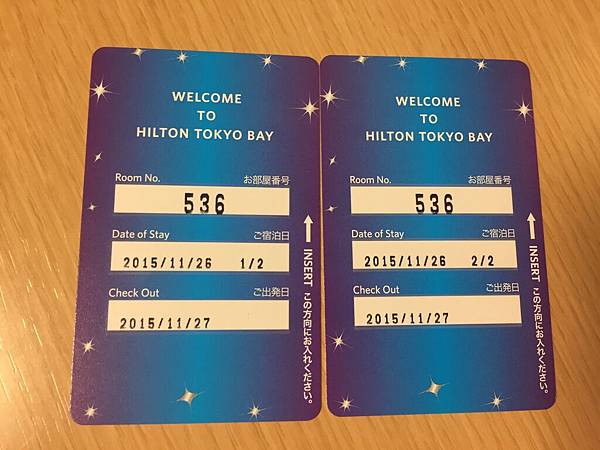 WELCOME
TO
HILTON TOKYO BAY
Room No. お部屋番号
536
Date of Stay ご宿泊日
2015/11/26 1/2
Check Out ご出発日
2015/11/27
INSERT この方向にお入れください。
WELCOME
TO
HILTON TOKYO BAY
Room No. お部屋番号
536
Date of Stay ご宿泊日
2015/11/26 2/2
Check Out ご出発日
2015/11/27
INSERT この方向にお入れください。